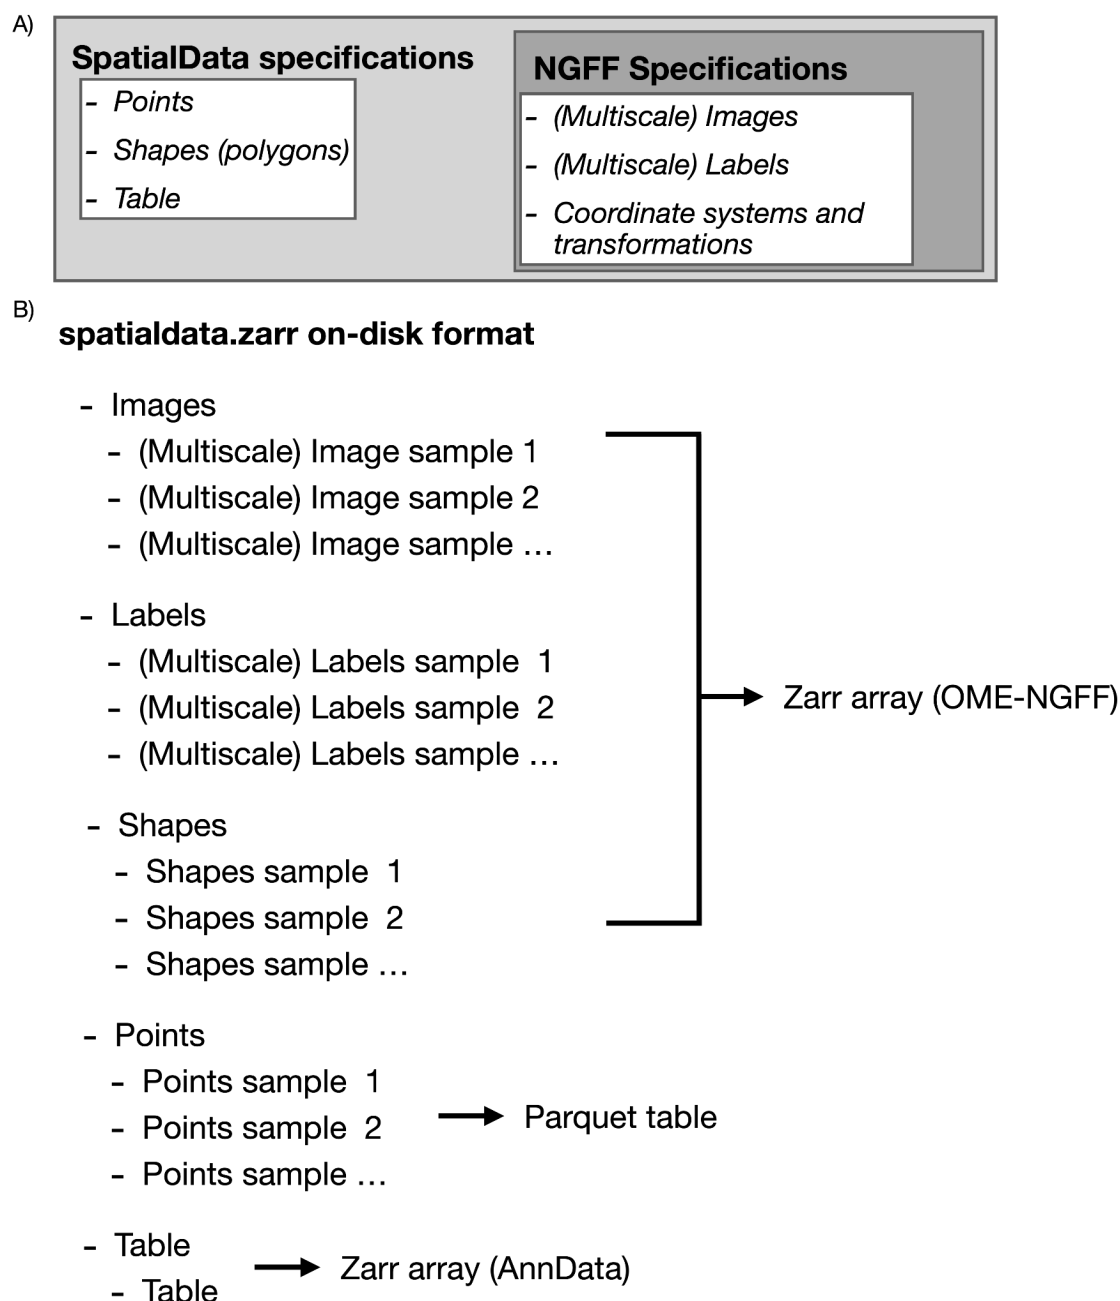 A)
SpatialData specifications
- Points
- Shapes (polygons)
- Table
NGFF Specifications
- (Multiscale) Images
- (Multiscale) Labels
- Coordinate systems and
transformations
B)
spatialdata.zarr on-disk format
- Images
- (Multiscale) Image sample 1
- (Multiscale) Image sample 2
- (Multiscale) Image sample …
- Labels
- (Multiscale) Labels sample 1
- (Multiscale) Labels sample 2
- (Multiscale) Labels sample …
Zarr array (OME-NGFF)
- Shapes
- Shapes sample 1
- Shapes sample 2
- Shapes sample …
- Points
- Points sample 1
- Points sample 2
- Points sample …
Parquet table
- Table
- Table
Zarr array (AnnData)